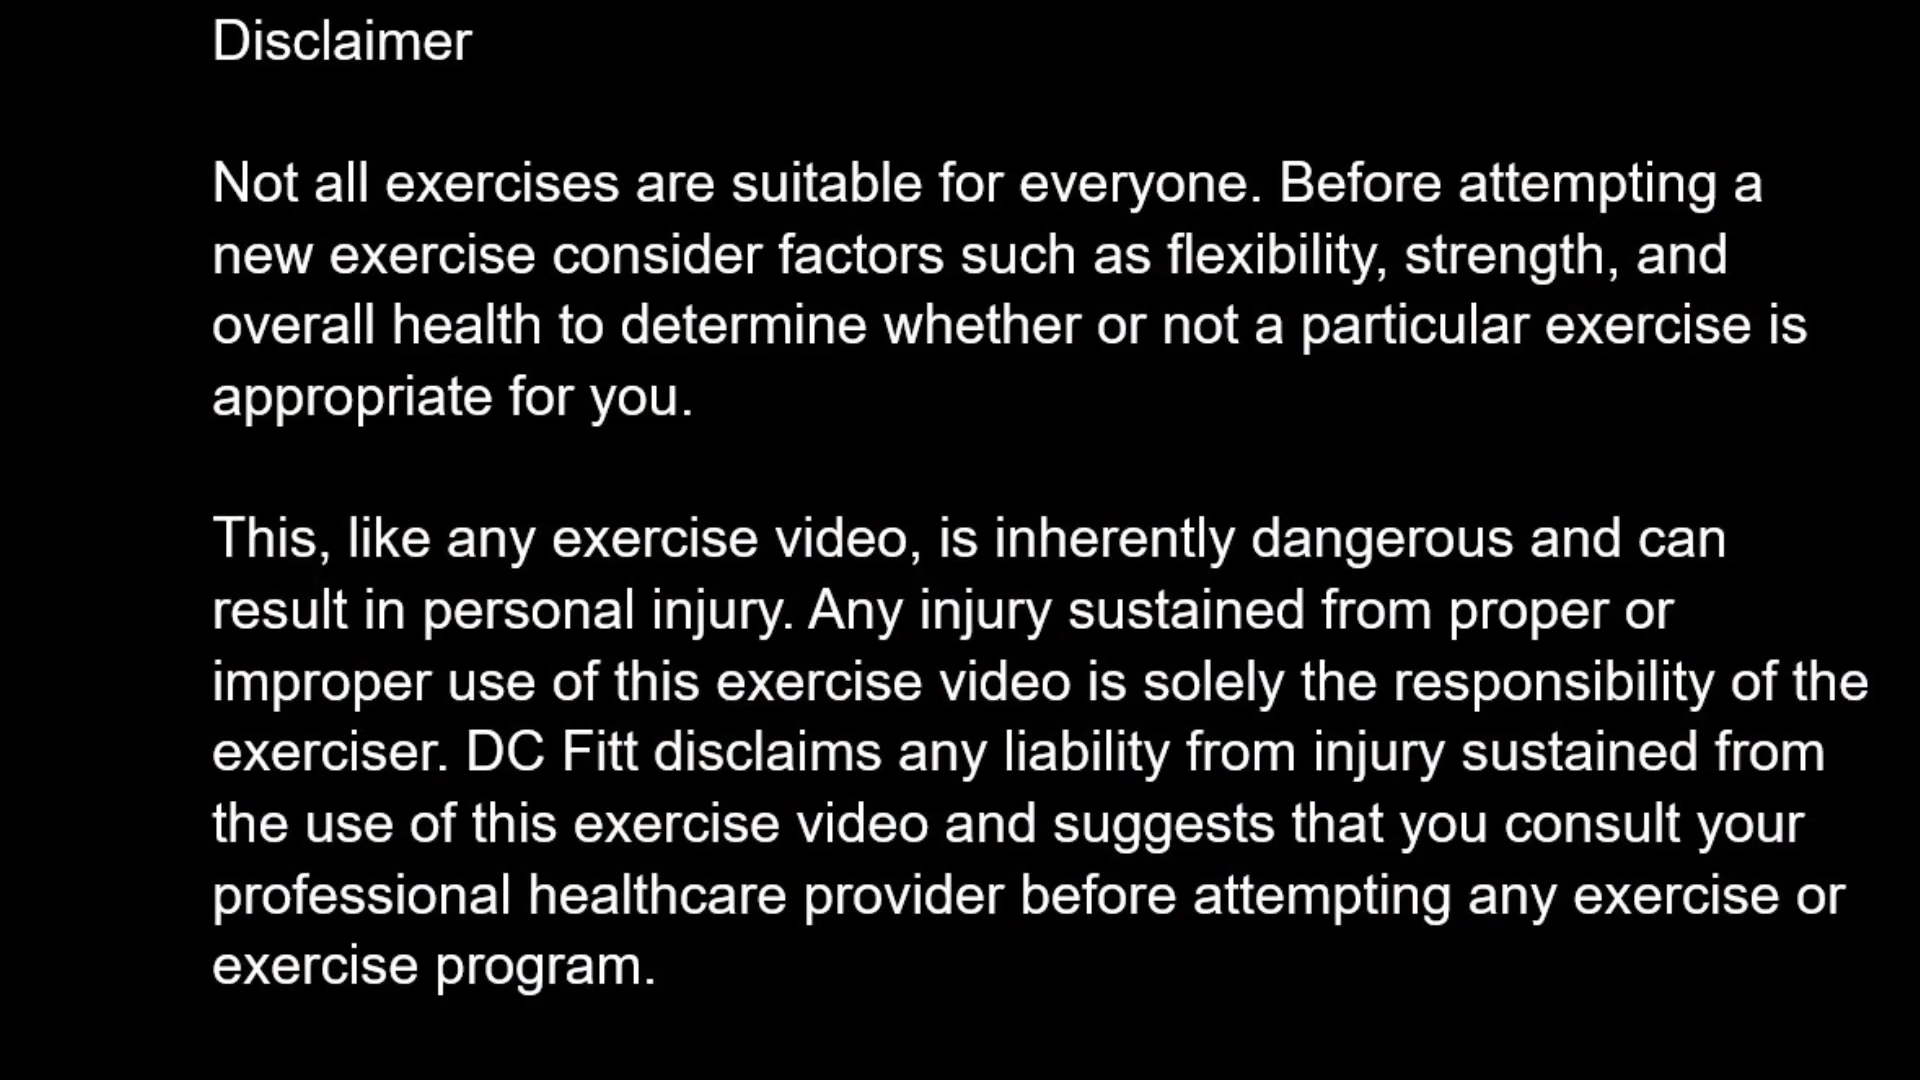 Disclaimer
Not all exercises are suitable for everyone. Before attempting a
new exercise consider factors such as flexibility, strength, and
overall health to determine whether or not a particular exercise is
appropriate for you.
This, like any exercise video, is inherently dangerous and can
result in personal injury. Any injury sustained from proper or
improper use of this exercise video is solely the responsibility of the
exerciser. DC Fitt disclaims any liability from injury sustained from
the use of this exercise video and suggests that you consult your
professional healthcare provider before attempting any exercise or
exercise program.